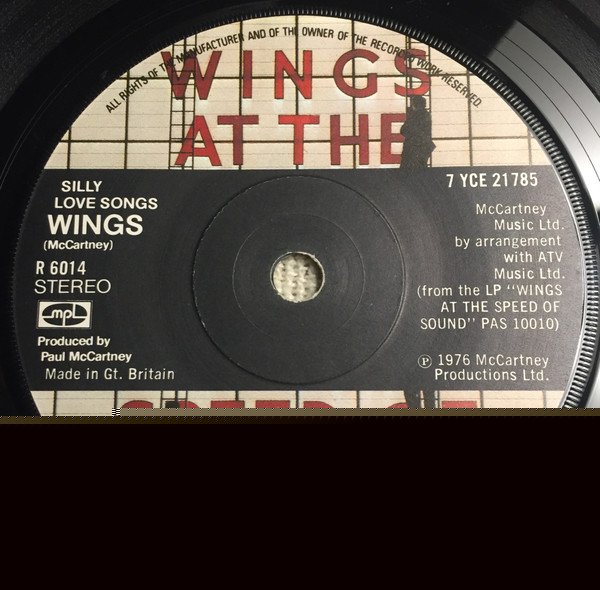 ALL RIGHTS OF THE MANUFACTURER AND OF THE OWNER OF THE RECORDED WORK RESERVED.
WINGS
AT THE
SILLY
LOVE SONGS
WINGS
(McCartney)
R 6014
STEREO
mpl
Produced by
Paul McCartney
Made in Gt. Britain
7 YCE 21785
McCartney
Music Ltd.
by arrangement
with ATV
Music Ltd.
(from the LP "WINGS
AT THE SPEED OF
SOUND" PAS 10010)
℗ 1976 McCartney
Productions Ltd.
SPEED OF